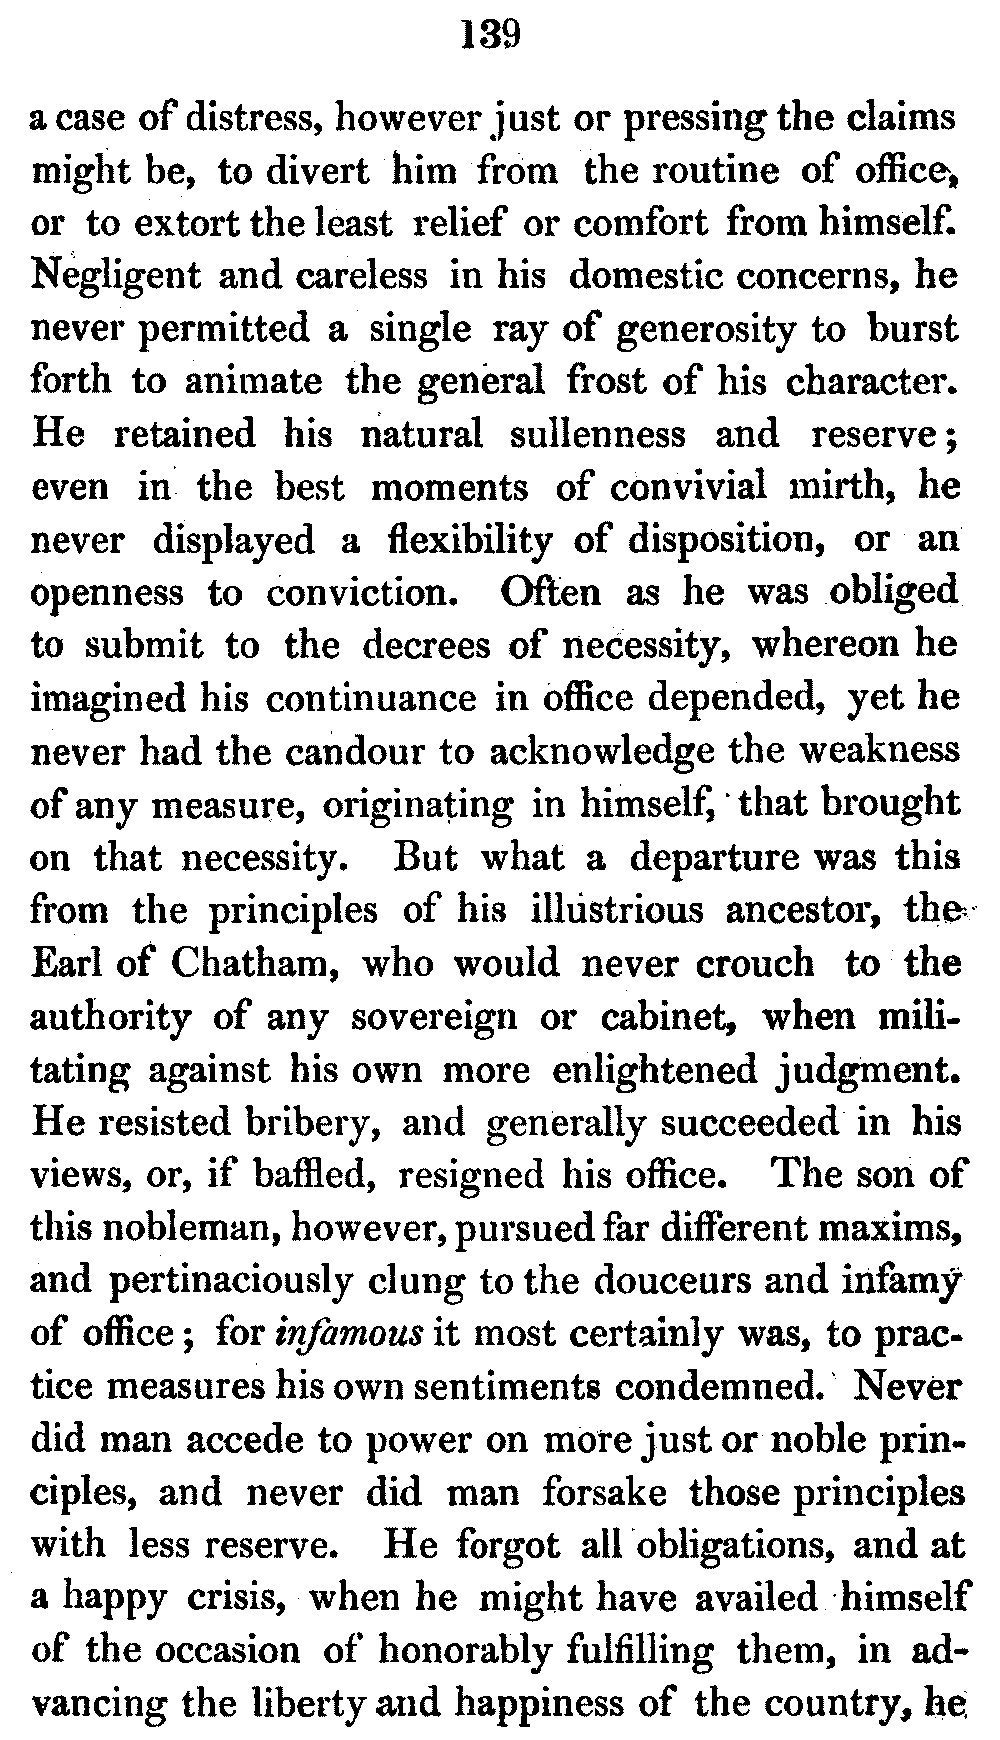 139
a case of distress, however just or pressing the claims
might be, to divert him from the routine of office,
or to extort the least relief or comfort from himself.
Negligent and careless in his domestic concerns, he
never permitted a single ray of generosity to burst
forth to animate the general frost of his character.
He retained his natural sullenness and reserve;
even in the best moments of convivial mirth, he
never displayed a flexibility of disposition, or an
openness to conviction. Often as he was obliged
to submit to the decrees of necessity, whereon he
imagined his continuance in office depended, yet he
never had the candour to acknowledge the weakness
of any measure, originating in himself, that brought
on that necessity. But what a departure was this
from the principles of his illustrious ancestor, the
Earl of Chatham, who would never crouch to the
authority of any sovereign or cabinet, when mili-
tating against his own more enlightened judgment.
He resisted bribery, and generally succeeded in his
views, or, if baffled, resigned his office. The son of
this nobleman, however, pursued far different maxims,
and pertinaciously clung to the douceurs and infamy
of office; for infamous it most certainly was, to prac-
tice measures his own sentiments condemned. Never
did man accede to power on more just or noble prin-
ciples, and never did man forsake those principles
with less reserve. He forgot all obligations, and at
a happy crisis, when he might have availed himself
of the occasion of honorably fulfilling them, in ad-
vancing the liberty and happiness of the country, he